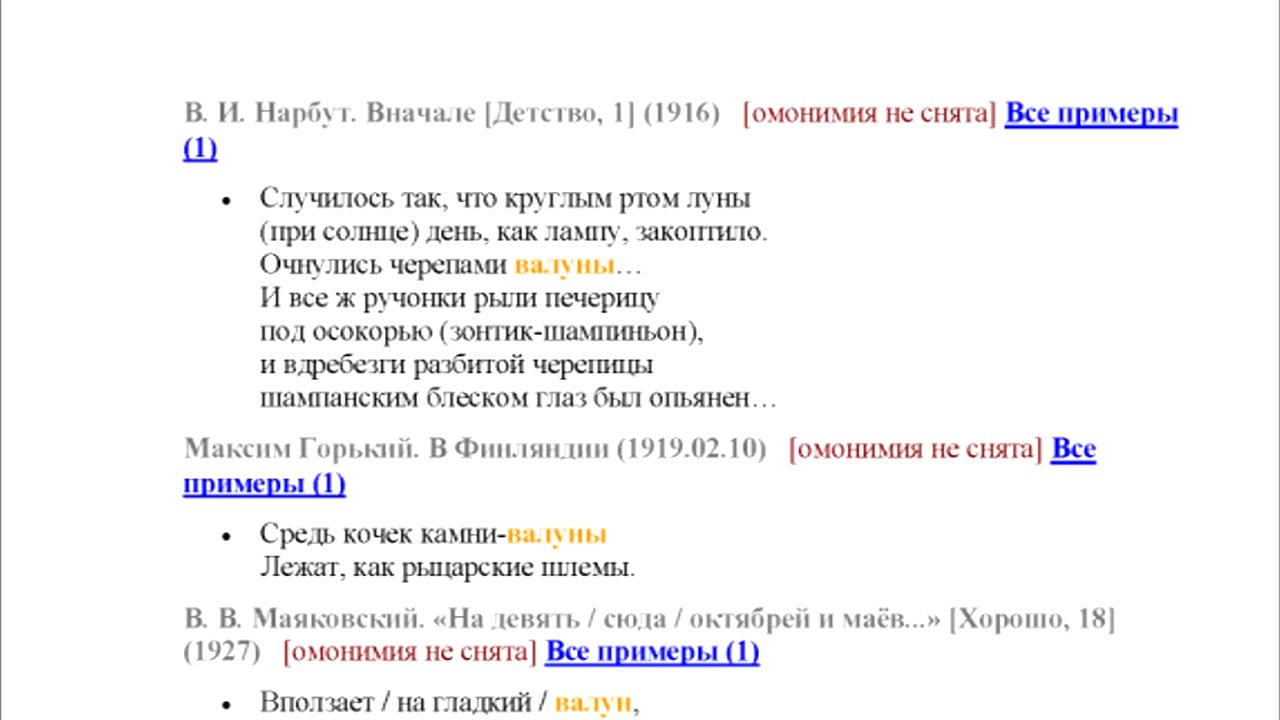 В. И. Нарбут. Вначале [Детство, 1] (1916) [омонимия не снята] Все примеры
(1)
• Случилось так, что круглым ртом луны
(при солнце) день, как лампу, закоптило.
Очнулись черепами валуны…
И все ж ручонки рыли печерицу
под осокорью (зонтик-шампиньон),
и вдребезги разбитой черепицы
шампанским блеском глаз был опьянен…
Максим Горький. В Финляндии (1919.02.10) [омонимия не снята] Все
примеры (1)
• Средь кочек камни-валуны
Лежат, как рыцарские шлемы.
В. В. Маяковский. «На девять / сюда / октябрей и маёв...» [Хорошо, 18]
(1927) [омонимия не снята] Все примеры (1)
• Вползает / на гладкий / валун,